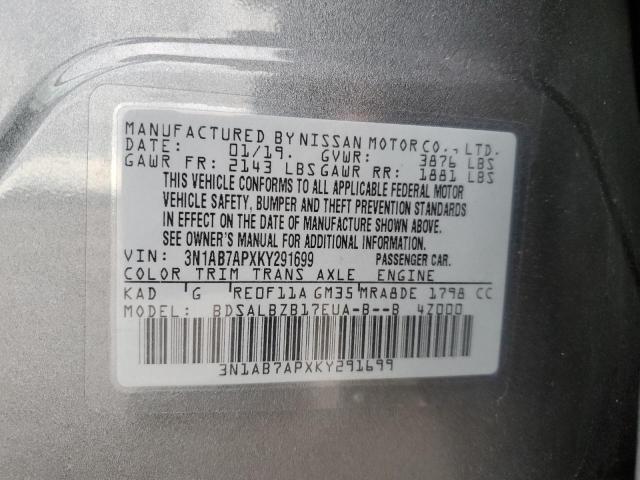 MANUFACTURED BY NISSAN MOTOR CO., LTD.
DATE: 01/19. GVWR: 3876 LBS
GAWR FR: 2143 LBS GAWR RR: 1881 LBS
THIS VEHICLE CONFORMS TO ALL APPLICABLE FEDERAL MOTOR
VEHICLE SAFETY, BUMPER AND THEFT PREVENTION STANDARDS
IN EFFECT ON THE DATE OF MANUFACTURE SHOWN ABOVE.
SEE OWNER'S MANUAL FOR ADDITIONAL INFORMATION.
VIN: 3N1AB7APXKY291699 PASSENGER CAR.
COLOR TRIM TRANS AXLE ENGINE
KAD G RE0F11A GM35 MRA8DE 1798 CC
MODEL: BDSALBZB17EUA-B--B 4Z000
3N1AB7APXKY291699